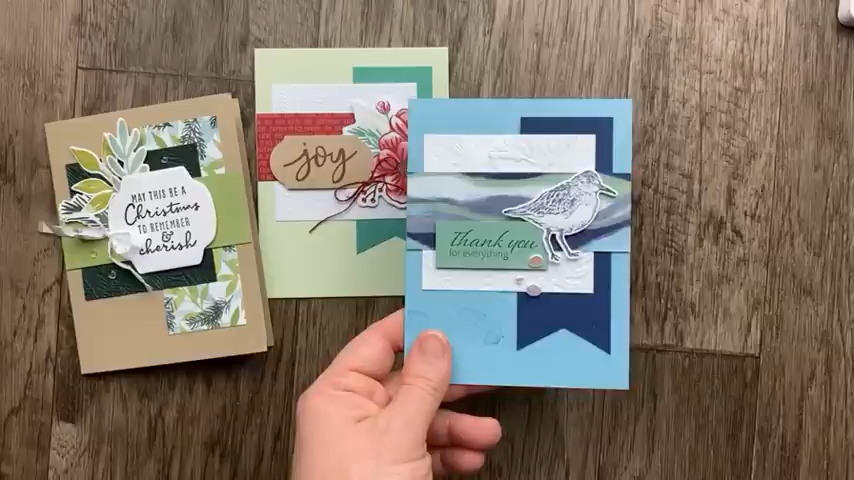 MAY THIS BE A
Christmas
TO REMEMBER
&
cherish
joy
Thank you
for everything